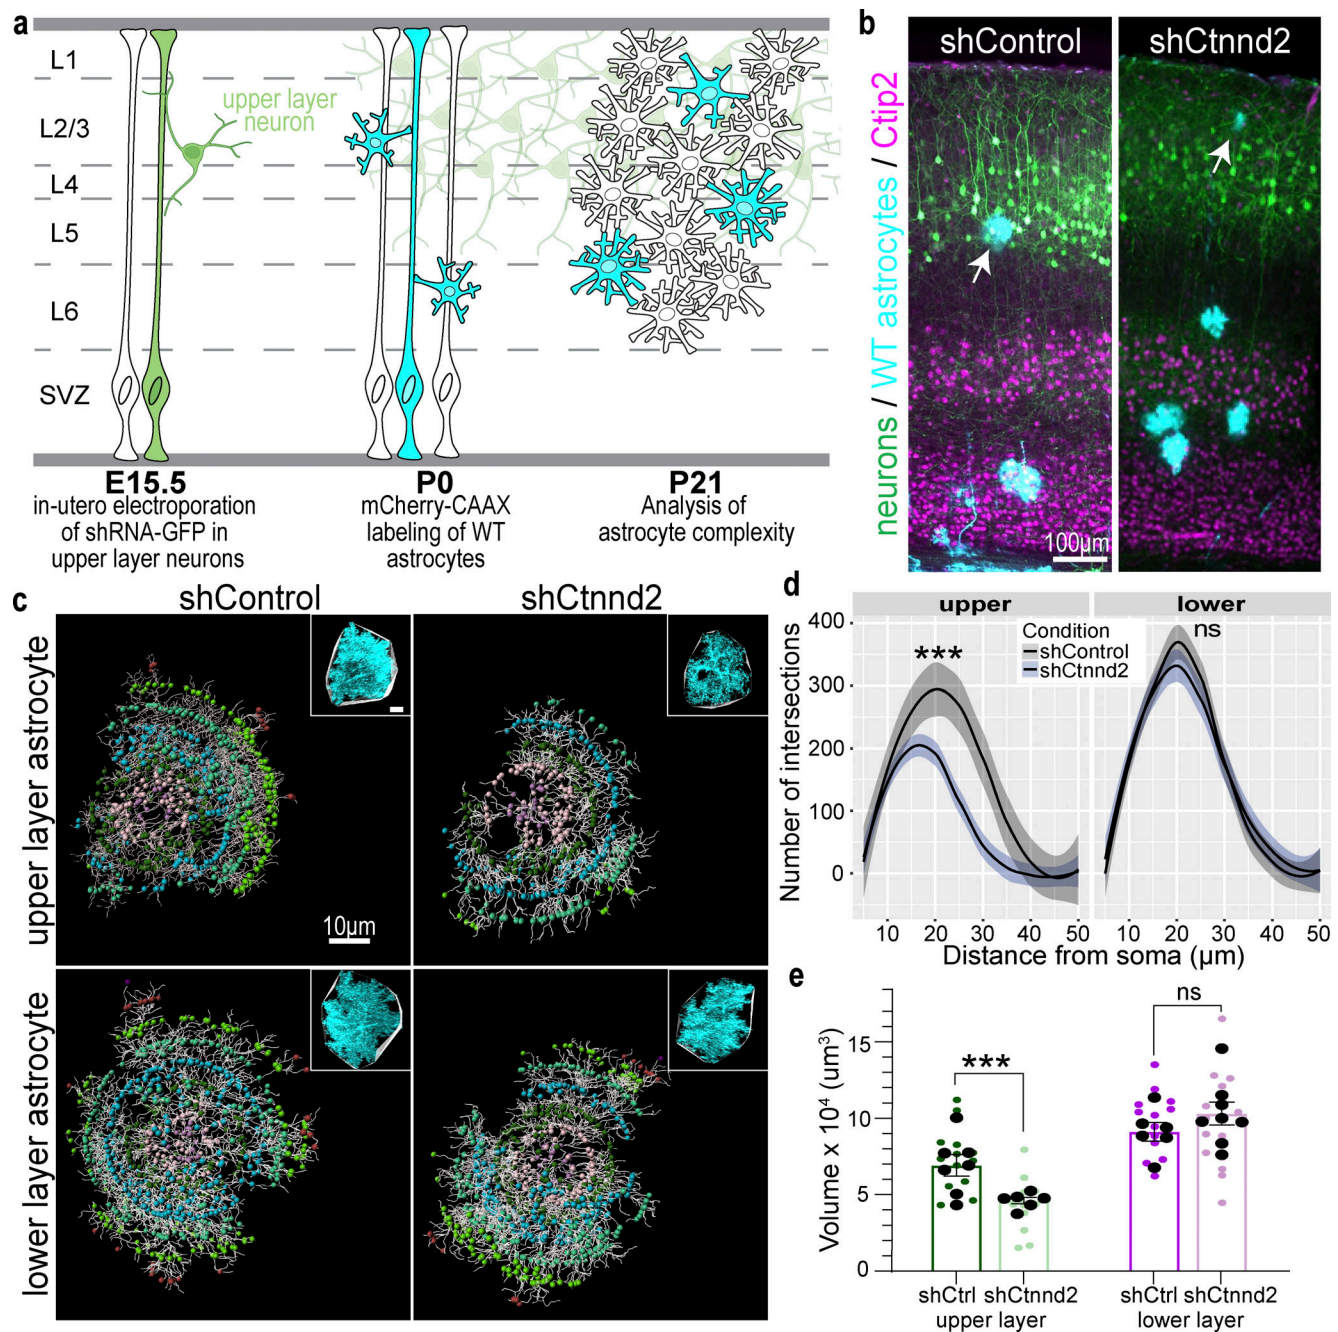 a
L1
L2/3
L4
L5
L6
SVZ
upper layer
neuron
E15.5
in-utero electroporation
of shRNA-GFP in
upper layer neurons
P0
mCherry-CAAX
labeling of WT
astrocytes
P21
Analysis of
astrocyte complexity
b
neurons / WT astrocytes / Ctip2
shControl
shCtnnd2
100µm
c
shControl
shCtnnd2
upper layer astrocyte
10µm
lower layer astrocyte
d
upper
lower
Number of intersections
400
300
200
100
0
***
ns
Condition
shControl
shCtnnd2
10 20 30 40 50
10 20 30 40 50
Distance from soma (µm)
e
Volume x 10⁴ (um³)
15
10
5
0
***
ns
shCtrl shCtnnd2
upper layer
shCtrl shCtnnd2
lower layer